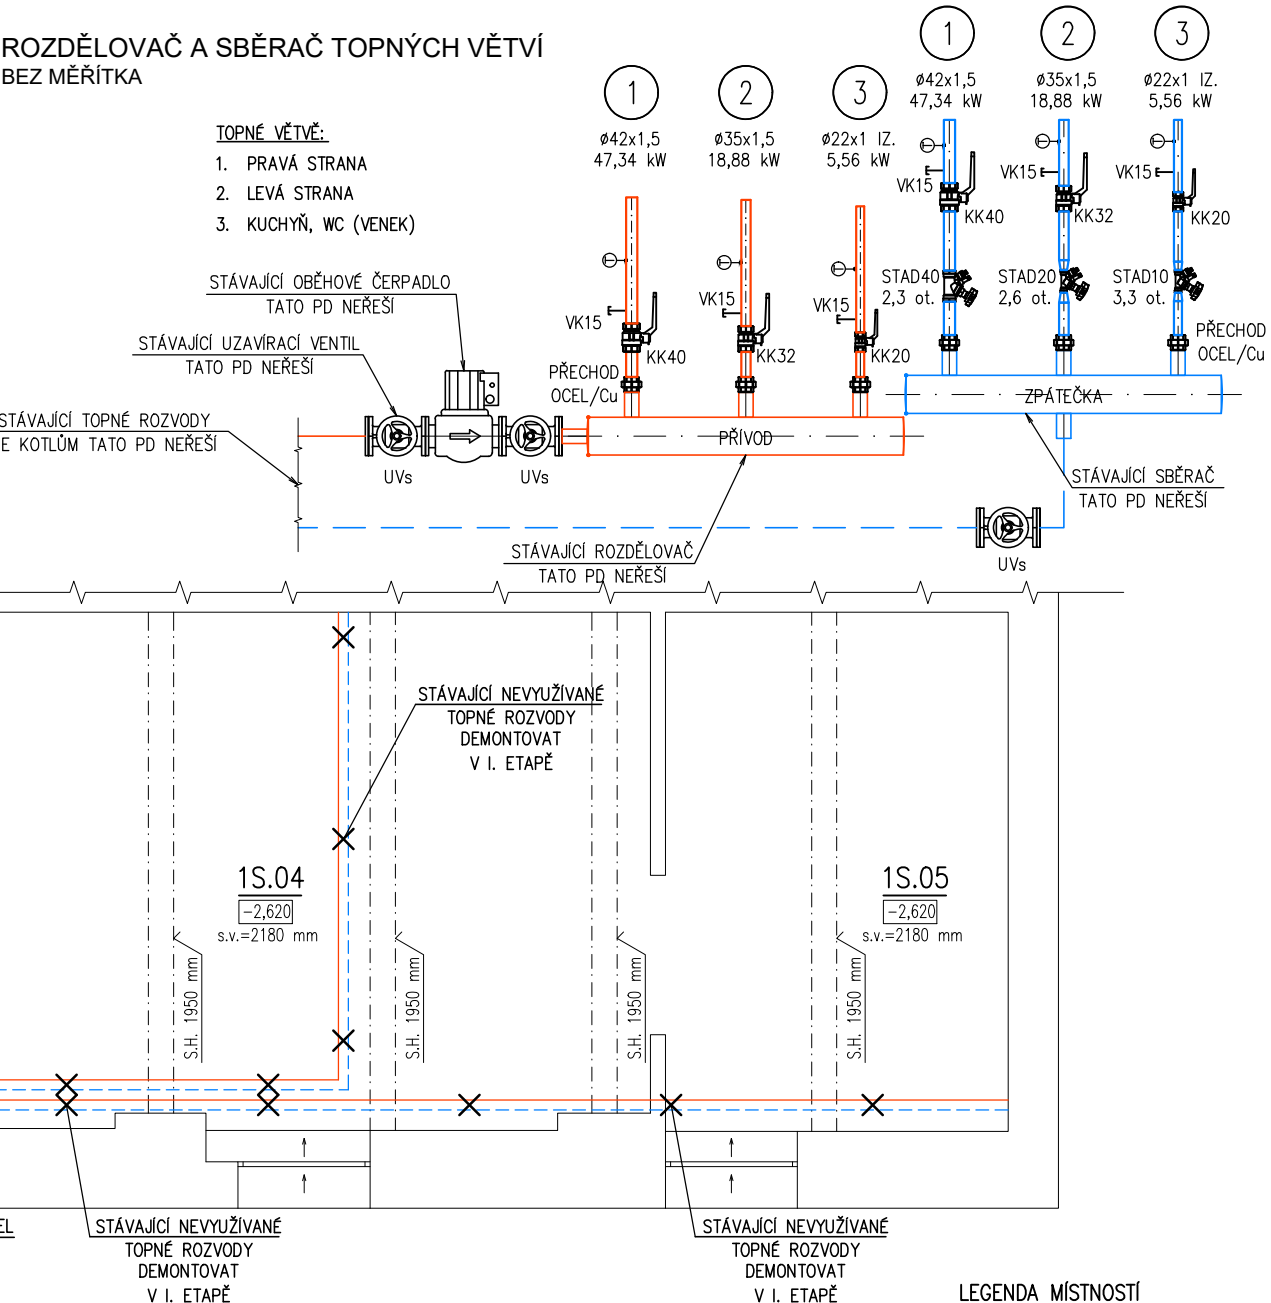 ROZDĚLOVAČ A SBĚRAČ TOPNÝCH VĚTVÍ
BEZ MĚŘÍTKA
TOPNÉ VĚTVĚ:
1. PRAVÁ STRANA
2. LEVÁ STRANA
3. KUCHYŇ, WC (VENEK)
1
ø42x1,5
47,34 kW
2
ø35x1,5
18,88 kW
3
ø22x1 IZ.
5,56 kW
1
ø42x1,5
47,34 kW
2
ø35x1,5
18,88 kW
3
ø22x1 IZ.
5,56 kW
VK15
VK15
VK15
KK40
KK32
KK20
STAD40
2,3 ot.
STAD20
2,6 ot.
STAD10
3,3 ot.
VK15
VK15
VK15
KK40
KK32
KK20
PŘECHOD
OCEL/Cu
PŘECHOD
OCEL/Cu
STÁVAJÍCÍ OBĚHOVÉ ČERPADLO
TATO PD NEŘEŠÍ
STÁVAJÍCÍ UZAVÍRACÍ VENTIL
TATO PD NEŘEŠÍ
STÁVAJÍCÍ TOPNÉ ROZVODY
E KOTLŮM TATO PD NEŘEŠÍ
UVs
UVs
PŘÍVOD
ZPÁTEČKA
STÁVAJÍCÍ SBĚRAČ
TATO PD NEŘEŠÍ
STÁVAJÍCÍ ROZDĚLOVAČ
TATO PD NEŘEŠÍ
UVs
STÁVAJÍCÍ NEVYUŽÍVANÉ
TOPNÉ ROZVODY
DEMONTOVAT
V I. ETAPĚ
1S.04
-2,620
s.v.=2180 mm
1S.05
-2,620
s.v.=2180 mm
S.H. 1950 mm
S.H. 1950 mm
S.H. 1950 mm
S.H. 1950 mm
EL
STÁVAJÍCÍ NEVYUŽÍVANÉ
TOPNÉ ROZVODY
DEMONTOVAT
V I. ETAPĚ
STÁVAJÍCÍ NEVYUŽÍVANÉ
TOPNÉ ROZVODY
DEMONTOVAT
V I. ETAPĚ
LEGENDA MÍSTNOSTÍ